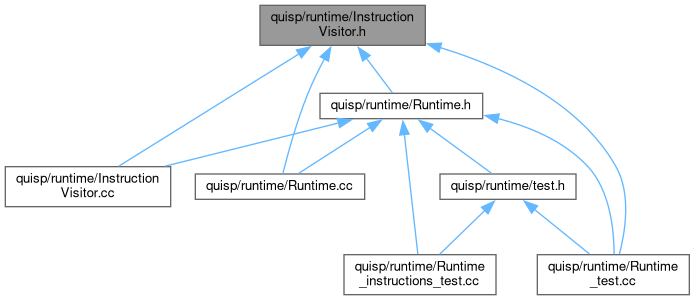 quisp/runtime/Instruction
Visitor.h
quisp/runtime/Runtime.h
quisp/runtime/Instruction
Visitor.cc
quisp/runtime/Runtime.cc
quisp/runtime/test.h
quisp/runtime/Runtime
_instructions_test.cc
quisp/runtime/Runtime
_test.cc